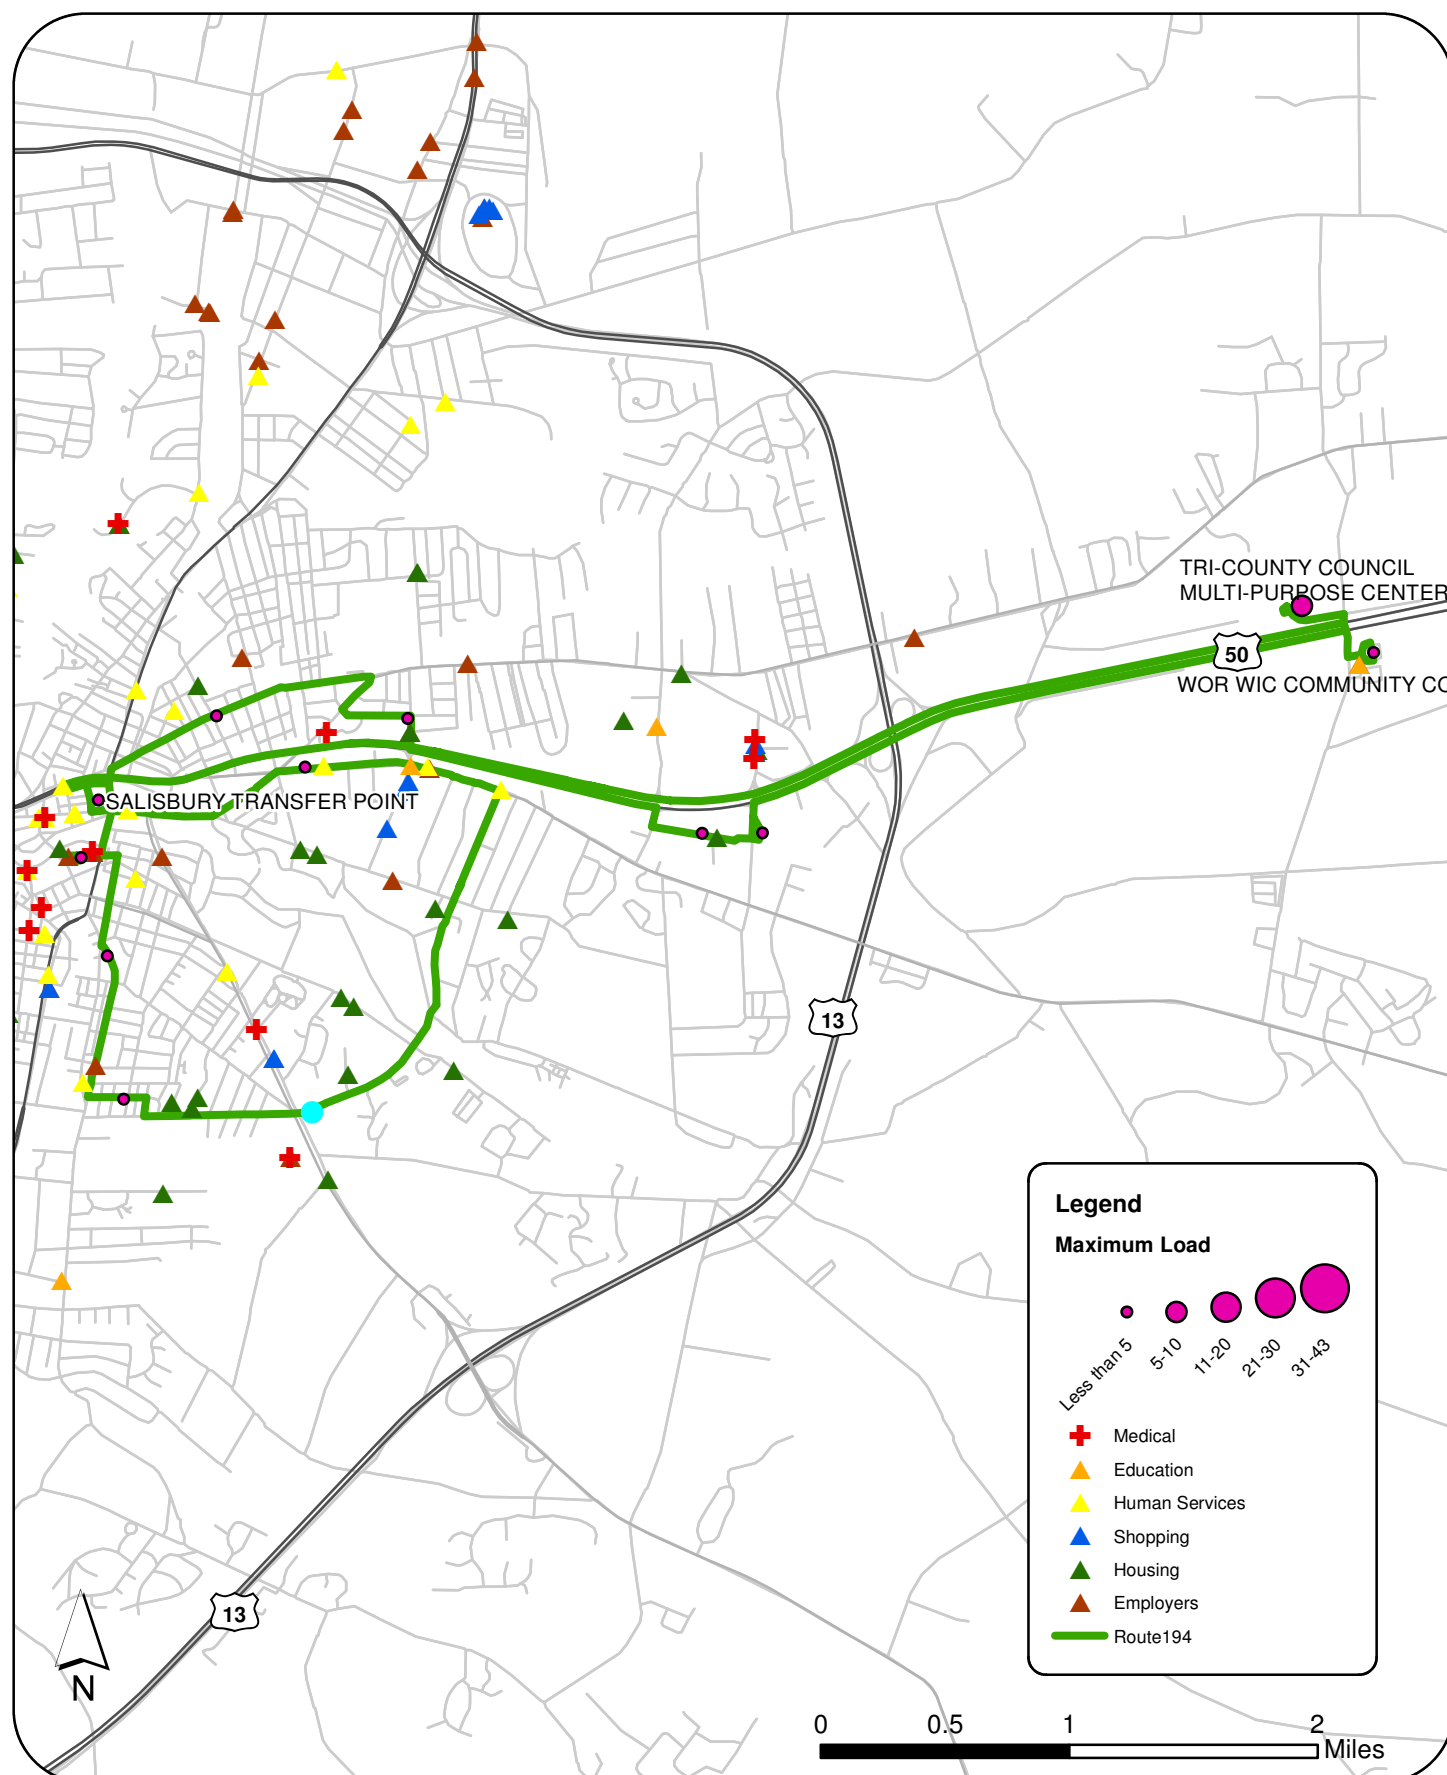 TRI-COUNTY COUNCIL
MULTI-PURPOSE CENTER
50
WOR WIC COMMUNITY CO
SALISBURY TRANSFER POINT
13
Legend
Maximum Load
Less than 5
5-10
11-20
21-30
31-43
Medical
Education
Human Services
Shopping
Housing
Employers
Route194
13
N
0 0.5 1 2
Miles